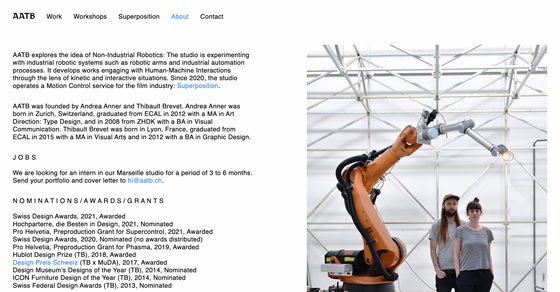 AATB Work Workshops Superposition About Contact
AATB explores the idea of Non-Industrial Robotics: The studio is experimenting
with industrial robotic systems such as robotic arms and industrial automation
processes. It develops works engaging with Human-Machine Interactions
through the lens of kinetic and interactive situations. Since 2020, the studio
operates a Motion Control service for the film industry: Superposition.
AATB was founded by Andrea Anner and Thibault Brevet. Andrea Anner was
born in Zurich, Switzerland, graduated from ECAL in 2012 with a MA in Art
Direction: Type Design, and in 2008 from ZHDK with a BA in Visual
Communication. Thibault Brevet was born in Lyon, France, graduated from
ECAL in 2015 with a MA in Visual Arts and in 2012 with a BA in Graphic Design.
JOBS
We are looking for an intern in our Marseille studio for a period of 3 to 6 months.
Send your portfolio and cover letter to hi@aatb.ch.
NOMINATIONS/AWARDS/GRANTS
Swiss Design Awards, 2021, Awarded
Hochparterre, die Besten in Design, 2021, Nominated
Pro Helvetia, Preproduction Grant for Supercontrol, 2021, Awarded
Swiss Design Awards, 2020, Nominated (no awards distributed)
Pro Helvetia, Preproduction Grant for Phasma, 2019, Awarded
Hublot Design Prize (TB), 2018, Awarded
Design Preis Schweiz (TB x MuDA), 2017, Awarded
Design Museum's Designs of the Year (TB), 2014, Nominated
ICON Furniture Design of the Year (TB), 2014, Nominated
Swiss Federal Design Awards (TB), 2013, Nominated